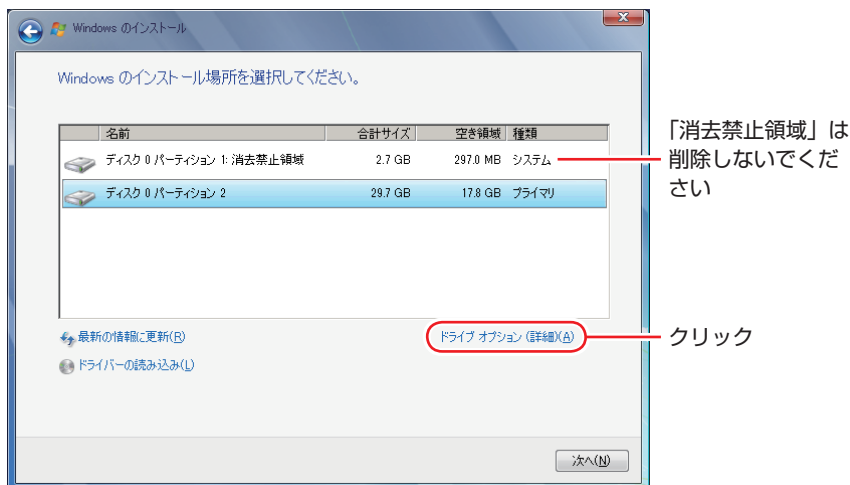 Windows のインストール
Windows のインストール場所を選択してください。
名前 合計サイズ 空き領域 種類
ディスク 0 パーティション 1: 消去禁止領域 2.7 GB 297.0 MB システム
ディスク 0 パーティション 2 29.7 GB 17.8 GB プライマリ
「消去禁止領域」は
削除しないでくだ
さい
最新の情報に更新(R)
ドライブ オプション (詳細)(A)
クリック
ドライバーの読み込み(L)
次へ(N)